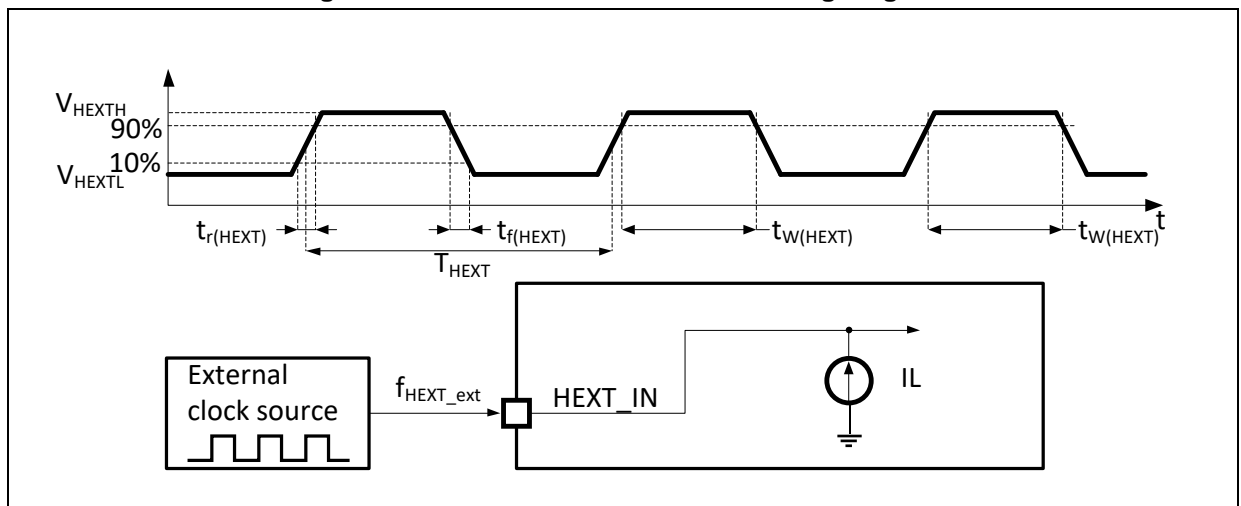 V_HEXTH
90%
10%
V_HEXTL
t_r(HEXT) t_f(HEXT) t_W(HEXT) t_W(HEXT) t
T_HEXT
External
clock source
f_HEXT_ext
HEXT_IN
IL